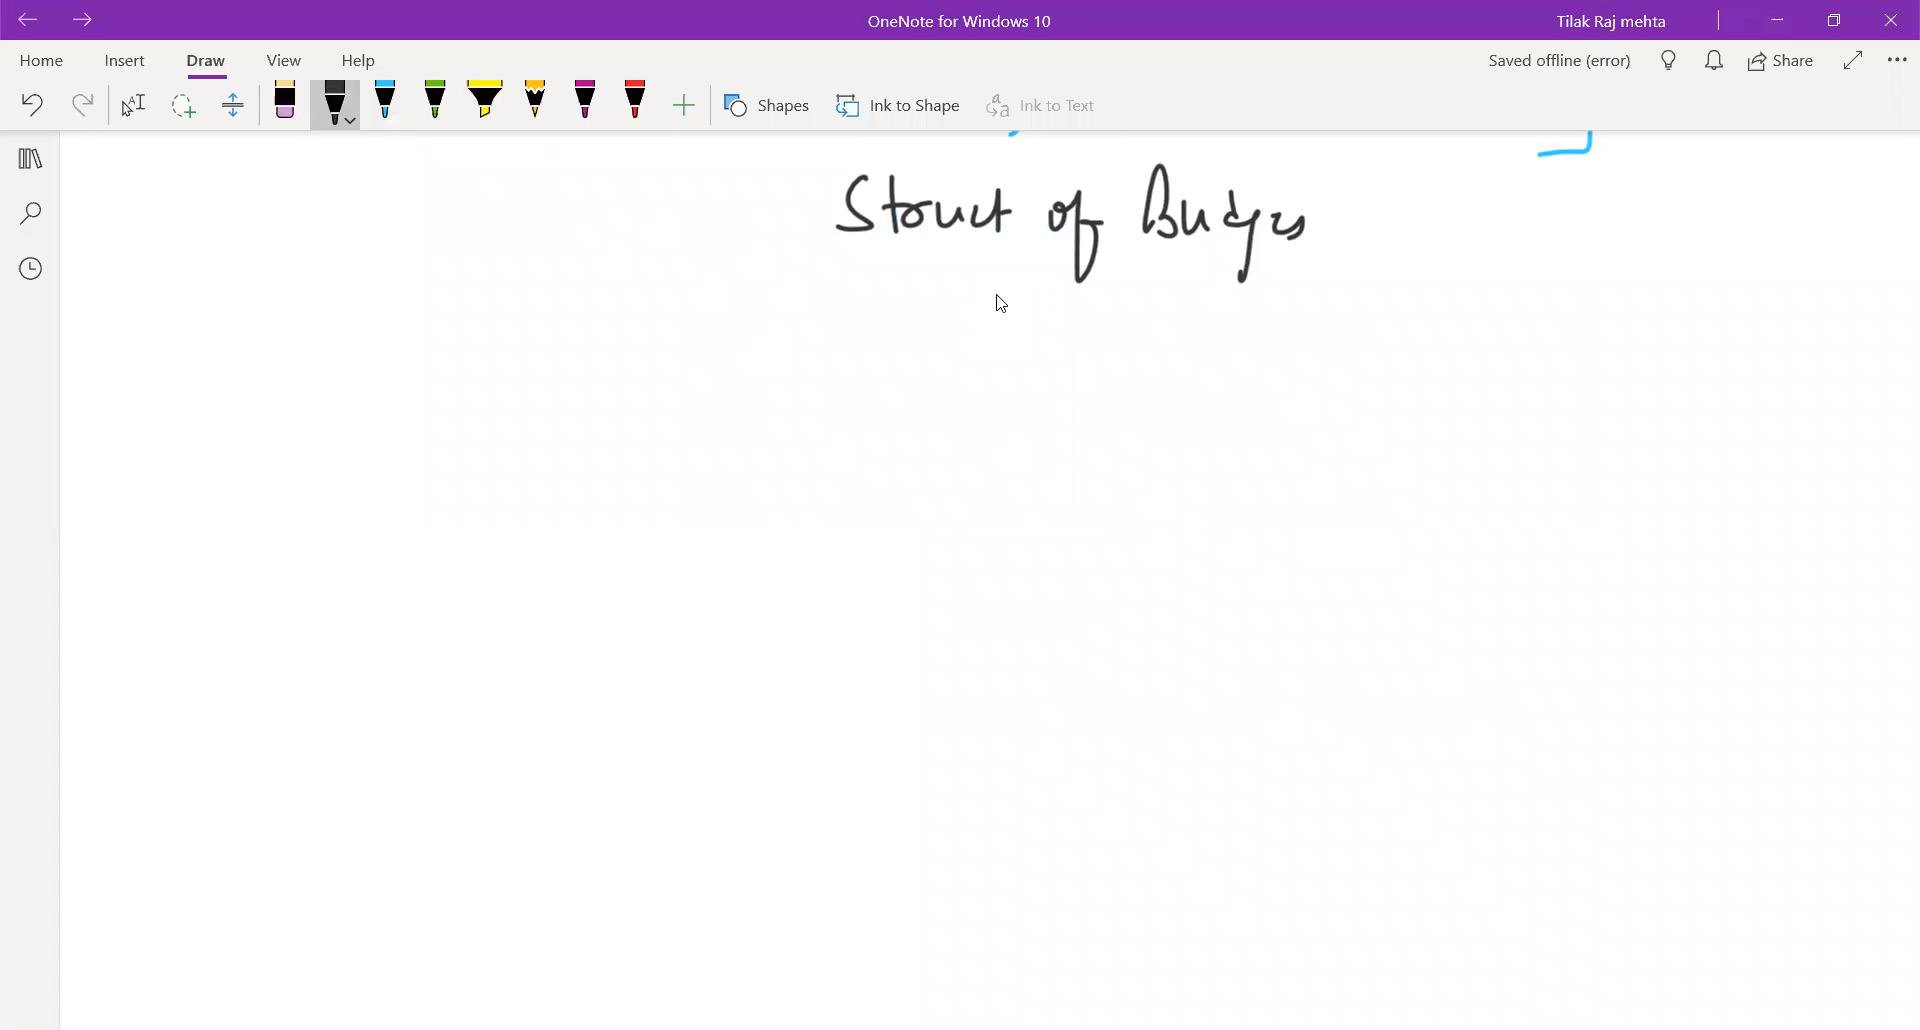 OneNote for Windows 10
Tilak Raj mehta
Home Insert Draw View Help
Saved offline (error) Share
Shapes Ink to Shape Ink to Text
Struct of